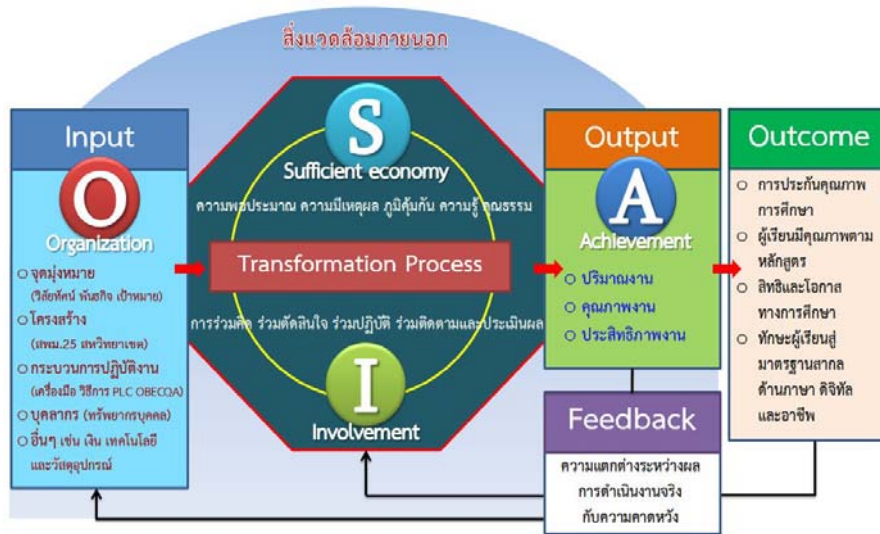 สิ่งแวดล้อมภายนอก
Input
O
Organization
จุดมุ่งหมาย
(วิสัยทัศน์ พันธกิจ เป้าหมาย)
โครงสร้าง
(สพม.25 สหวิทยาเขต)
กระบวนการปฏิบัติงาน
(เครื่องมือ วิธีการ PLC OBECQA)
บุคลากร (ทรัพยากรบุคคล)
อื่นๆ เช่น เงิน เทคโนโลยี
และวัสดุอุปกรณ์
S
Sufficient economy
ความพอประมาณ ความมีเหตุผล ภูมิคุ้มกัน ความรู้ คุณธรรม
Transformation Process
การร่วมคิด ร่วมตัดสินใจ ร่วมปฏิบัติ ร่วมติดตามและประเมินผล
I
Involvement
Output
A
Achievement
ปริมาณงาน
คุณภาพงาน
ประสิทธิภาพงาน
Feedback
ความแตกต่างระหว่างผล
การดำเนินงานจริง
กับความคาดหวัง
Outcome
การประกันคุณภาพ
การศึกษา
ผู้เรียนมีคุณภาพตาม
หลักสูตร
สิทธิและโอกาส
ทางการศึกษา
ทักษะผู้เรียนสู่
มาตรฐานสากล
ด้านภาษา ดิจิทัล
และอาชีพ